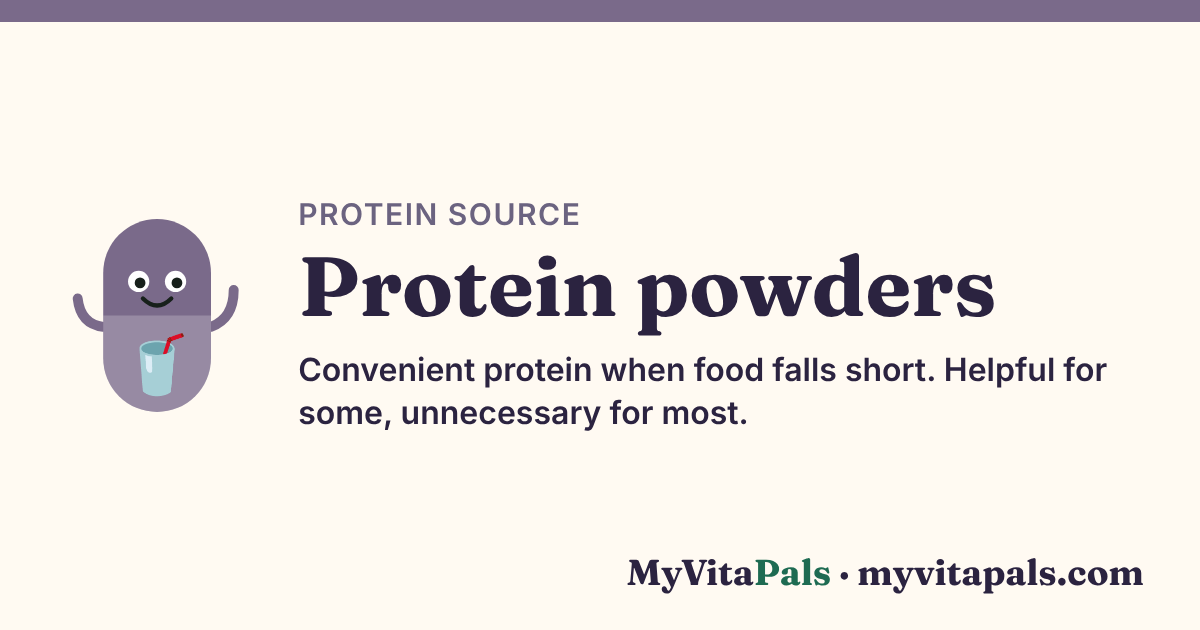 PROTEIN SOURCE
Protein powders
Convenient protein when food falls short. Helpful for
some, unnecessary for most.
MyVitaPals · myvitapals.com